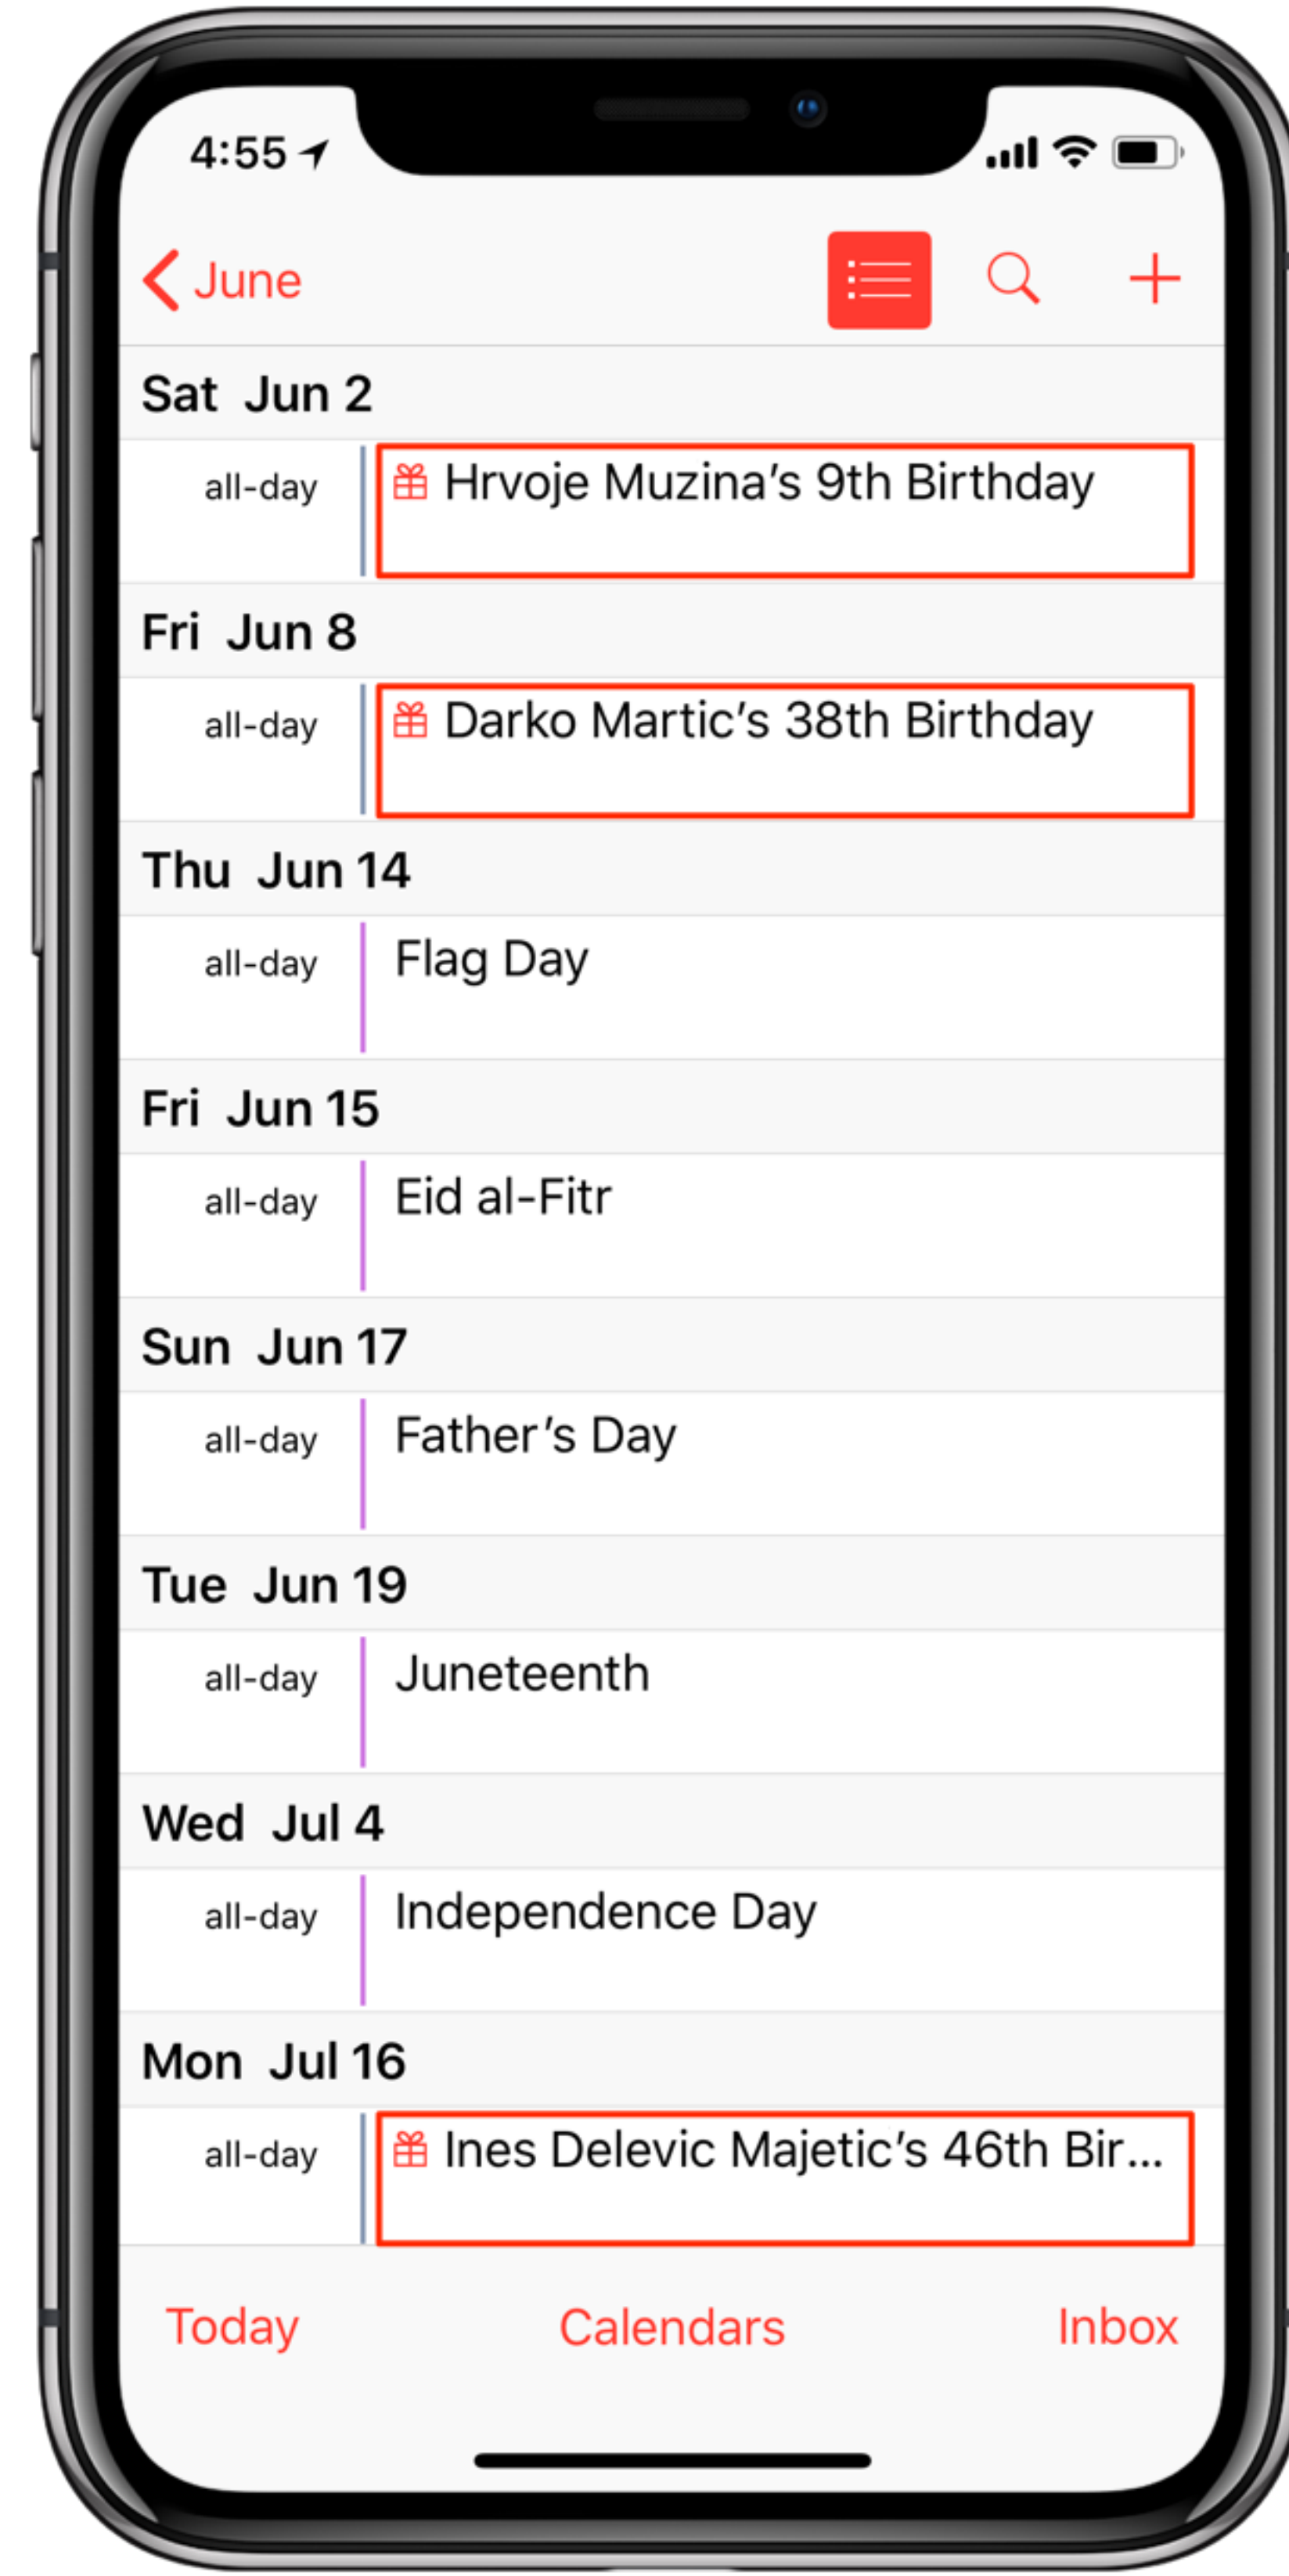 4:55
June
Sat Jun 2
all-day Hrvoje Muzina's 9th Birthday
Fri Jun 8
all-day Darko Martic's 38th Birthday
Thu Jun 14
all-day Flag Day
Fri Jun 15
all-day Eid al-Fitr
Sun Jun 17
all-day Father's Day
Tue Jun 19
all-day Juneteenth
Wed Jul 4
all-day Independence Day
Mon Jul 16
all-day Ines Delevic Majetic's 46th Bir...
Today Calendars Inbox